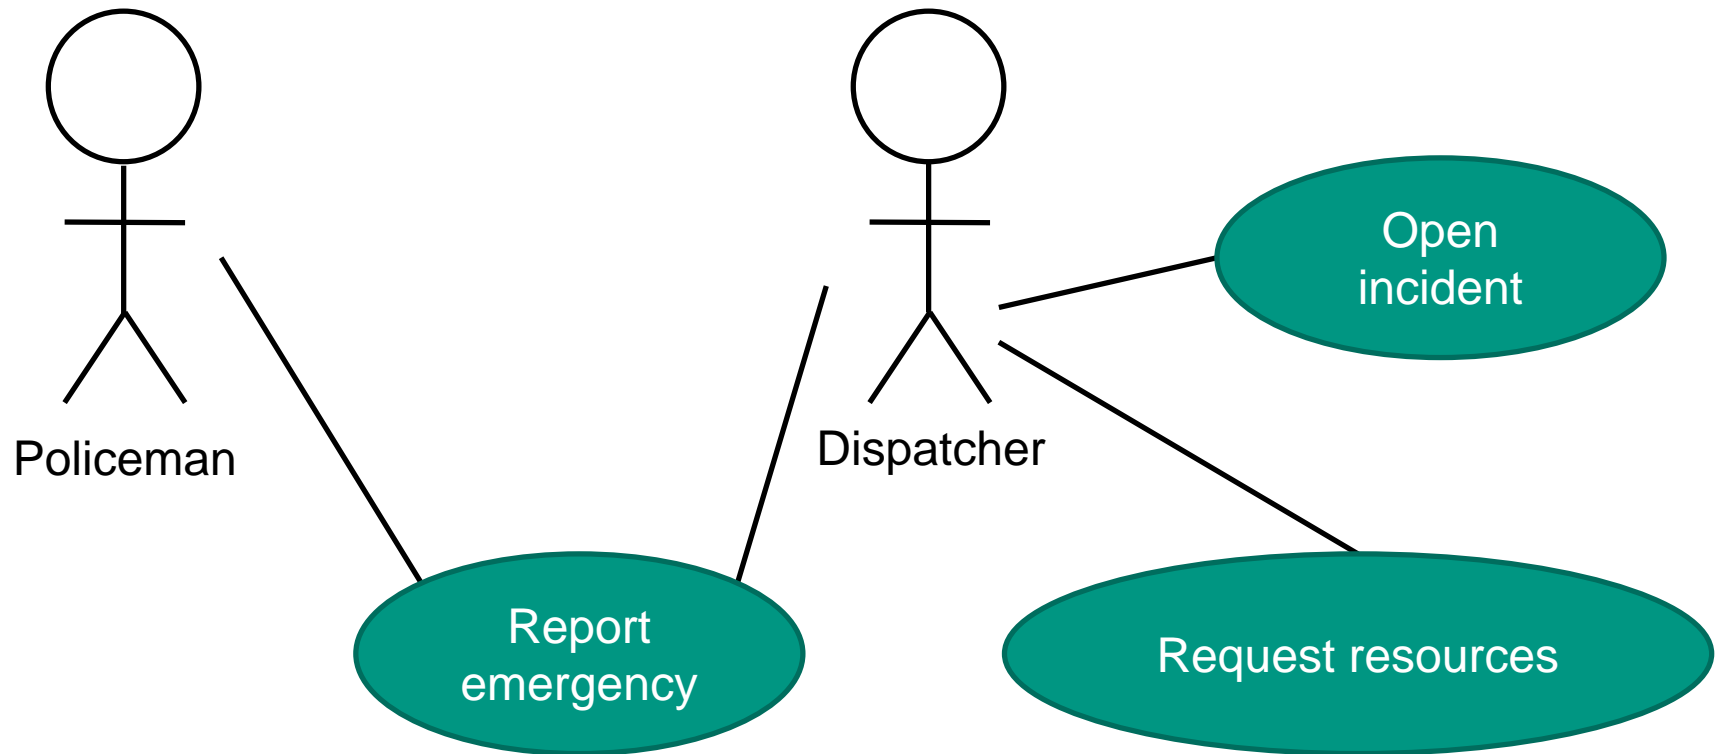 Policeman
Dispatcher
Open
incident
Report
emergency
Request resources